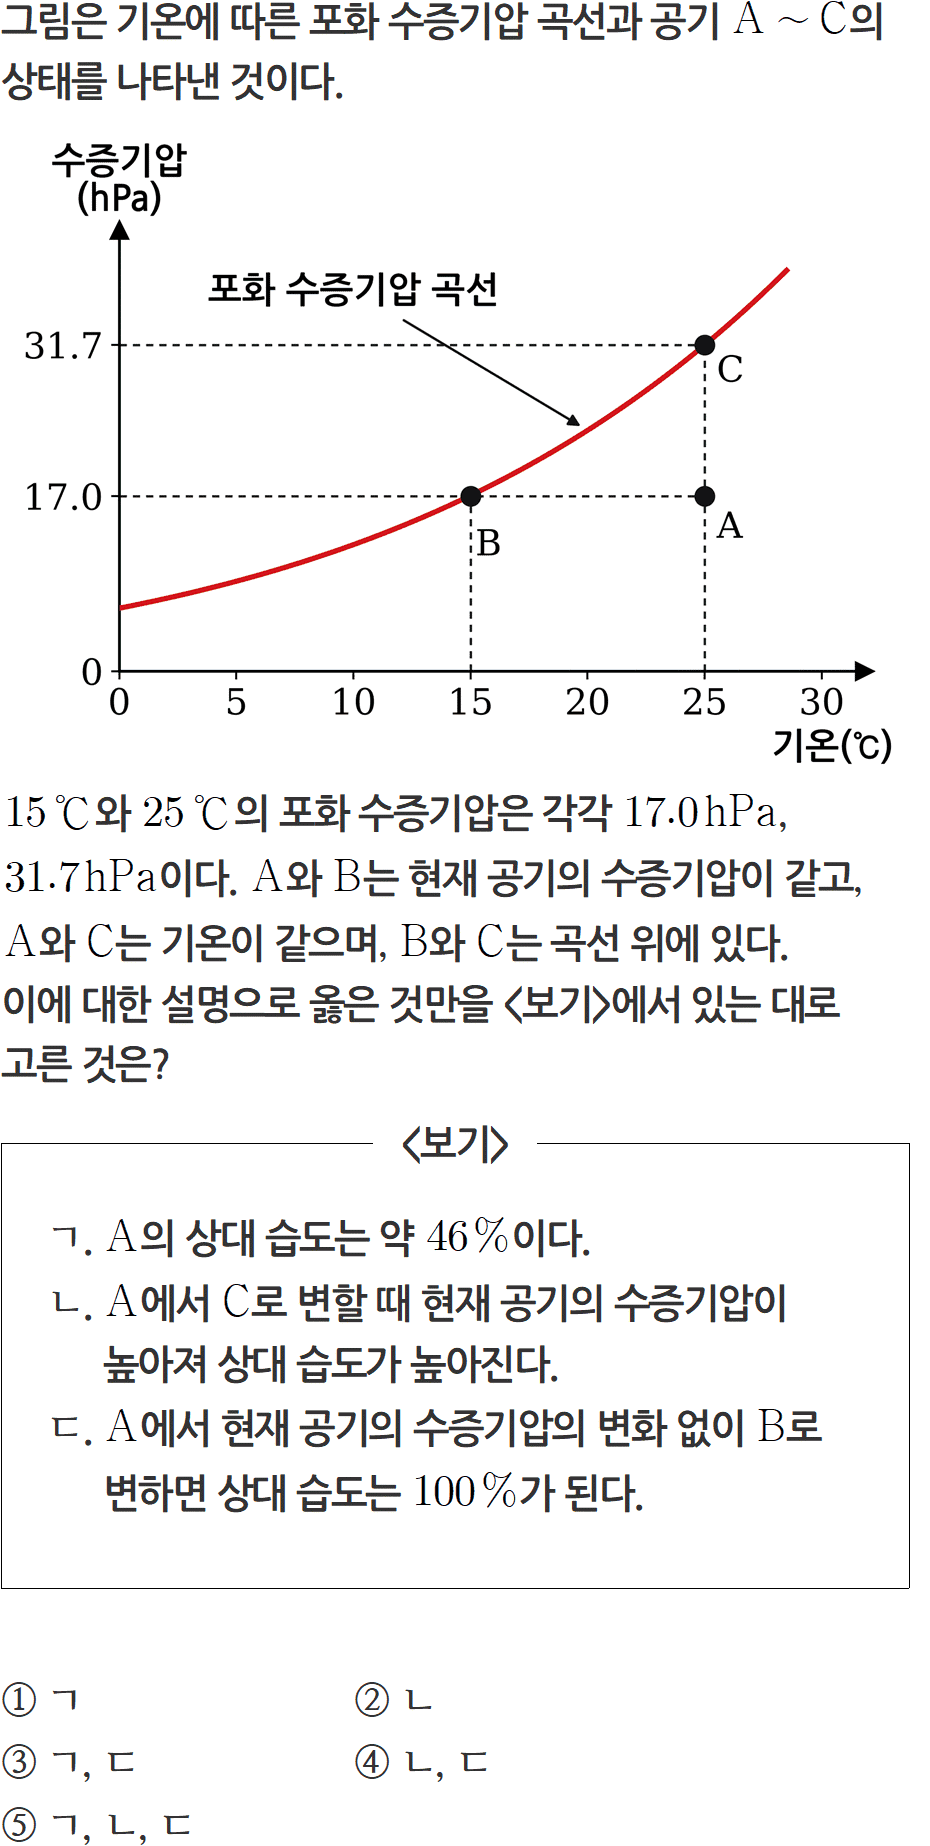 그림은 기온에 따른 포화 수증기압 곡선과 공기 A ~ C의
상태를 나타낸 것이다.
수증기압
(hPa)
포화 수증기압 곡선
31.7
C
17.0
A
B
0
0 5 10 15 20 25 30
기온(℃)
15 ℃와 25 ℃의 포화 수증기압은 각각 17.0 hPa,
31.7 hPa이다. A와 B는 현재 공기의 수증기압이 같고,
A와 C는 기온이 같으며, B와 C는 곡선 위에 있다.
이에 대한 설명으로 옳은 것만을 <보기>에서 있는 대로
고른 것은?
<보기>
ㄱ. A의 상대 습도는 약 46 %이다.
ㄴ. A에서 C로 변할 때 현재 공기의 수증기압이
높아져 상대 습도가 높아진다.
ㄷ. A에서 현재 공기의 수증기압의 변화 없이 B로
변하면 상대 습도는 100 %가 된다.
① ㄱ ② ㄴ
③ ㄱ, ㄷ ④ ㄴ, ㄷ
⑤ ㄱ, ㄴ, ㄷ